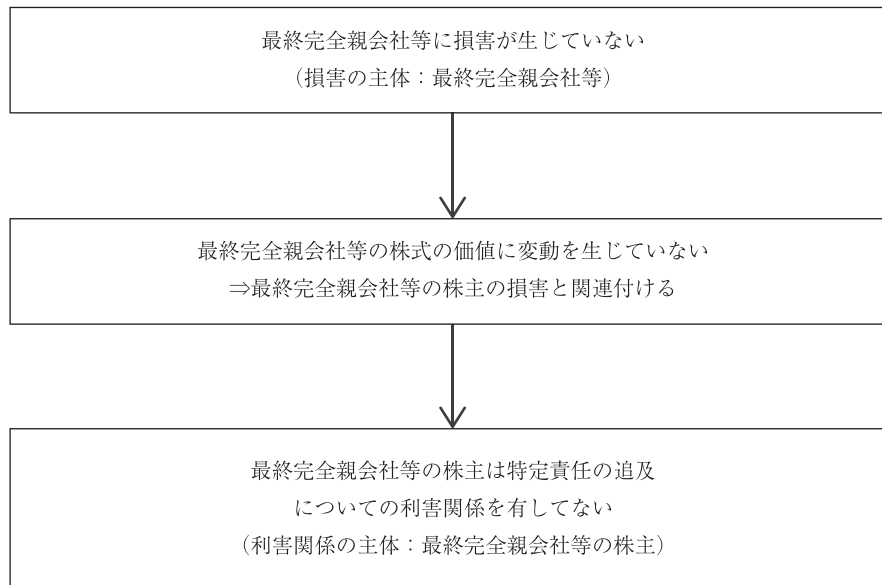 最終完全親会社等に損害が生じていない
（損害の主体：最終完全親会社等）
最終完全親会社等の株式の価値に変動を生じていない
⇒最終完全親会社等の株主の損害と関連付ける
最終完全親会社等の株主は特定責任の追及
についての利害関係を有してない
（利害関係の主体：最終完全親会社等の株主）